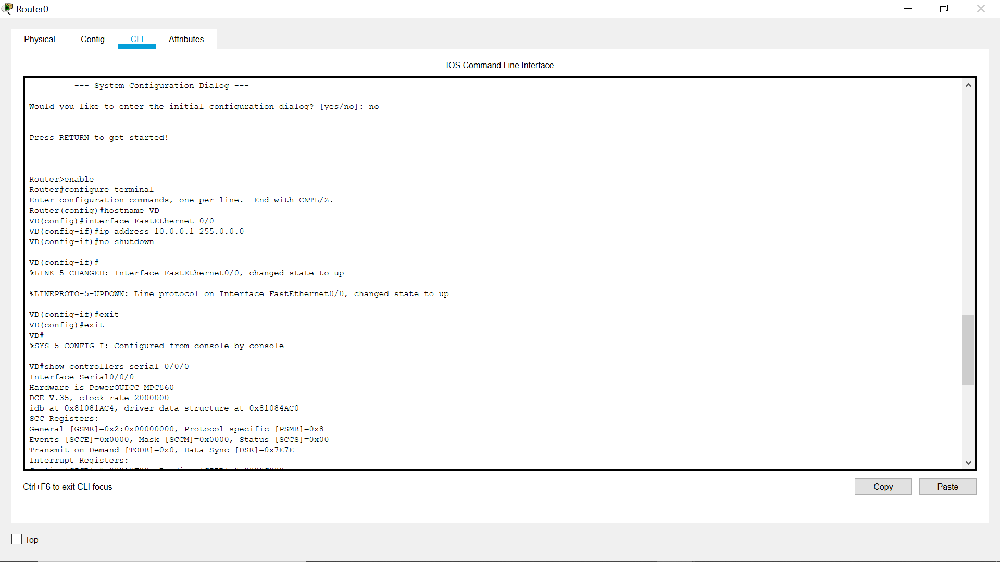 Router0
Physical Config CLI Attributes
IOS Command Line Interface
--- System Configuration Dialog ---
Would you like to enter the initial configuration dialog? [yes/no]: no
Press RETURN to get started!
Router>enable
Router#configure terminal
Enter configuration commands, one per line.  End with CNTL/Z.
Router(config)#hostname VD
VD(config)#interface FastEthernet 0/0
VD(config-if)#ip address 10.0.0.1 255.0.0.0
VD(config-if)#no shutdown
VD(config-if)#
%LINK-5-CHANGED: Interface FastEthernet0/0, changed state to up
%LINEPROTO-5-UPDOWN: Line protocol on Interface FastEthernet0/0, changed state to up
VD(config-if)#exit
VD(config)#exit
VD#
%SYS-5-CONFIG_I: Configured from console by console
VD#show controllers serial 0/0/0
Interface Serial0/0/0
Hardware is PowerQUICC MPC860
DCE V.35, clock rate 2000000
idb at 0x81081AC4, driver data structure at 0x81084AC0
SCC Registers:
General [GSMR]=0x2:0x00000000, Protocol-specific [PSMR]=0x8
Events [SCCE]=0x0000, Mask [SCCM]=0x0000, Status [SCCS]=0x00
Transmit on Demand [TODR]=0x0, Data Sync [DSR]=0x7E7E
Interrupt Registers:
Ctrl+F6 to exit CLI focus
Copy Paste
Top